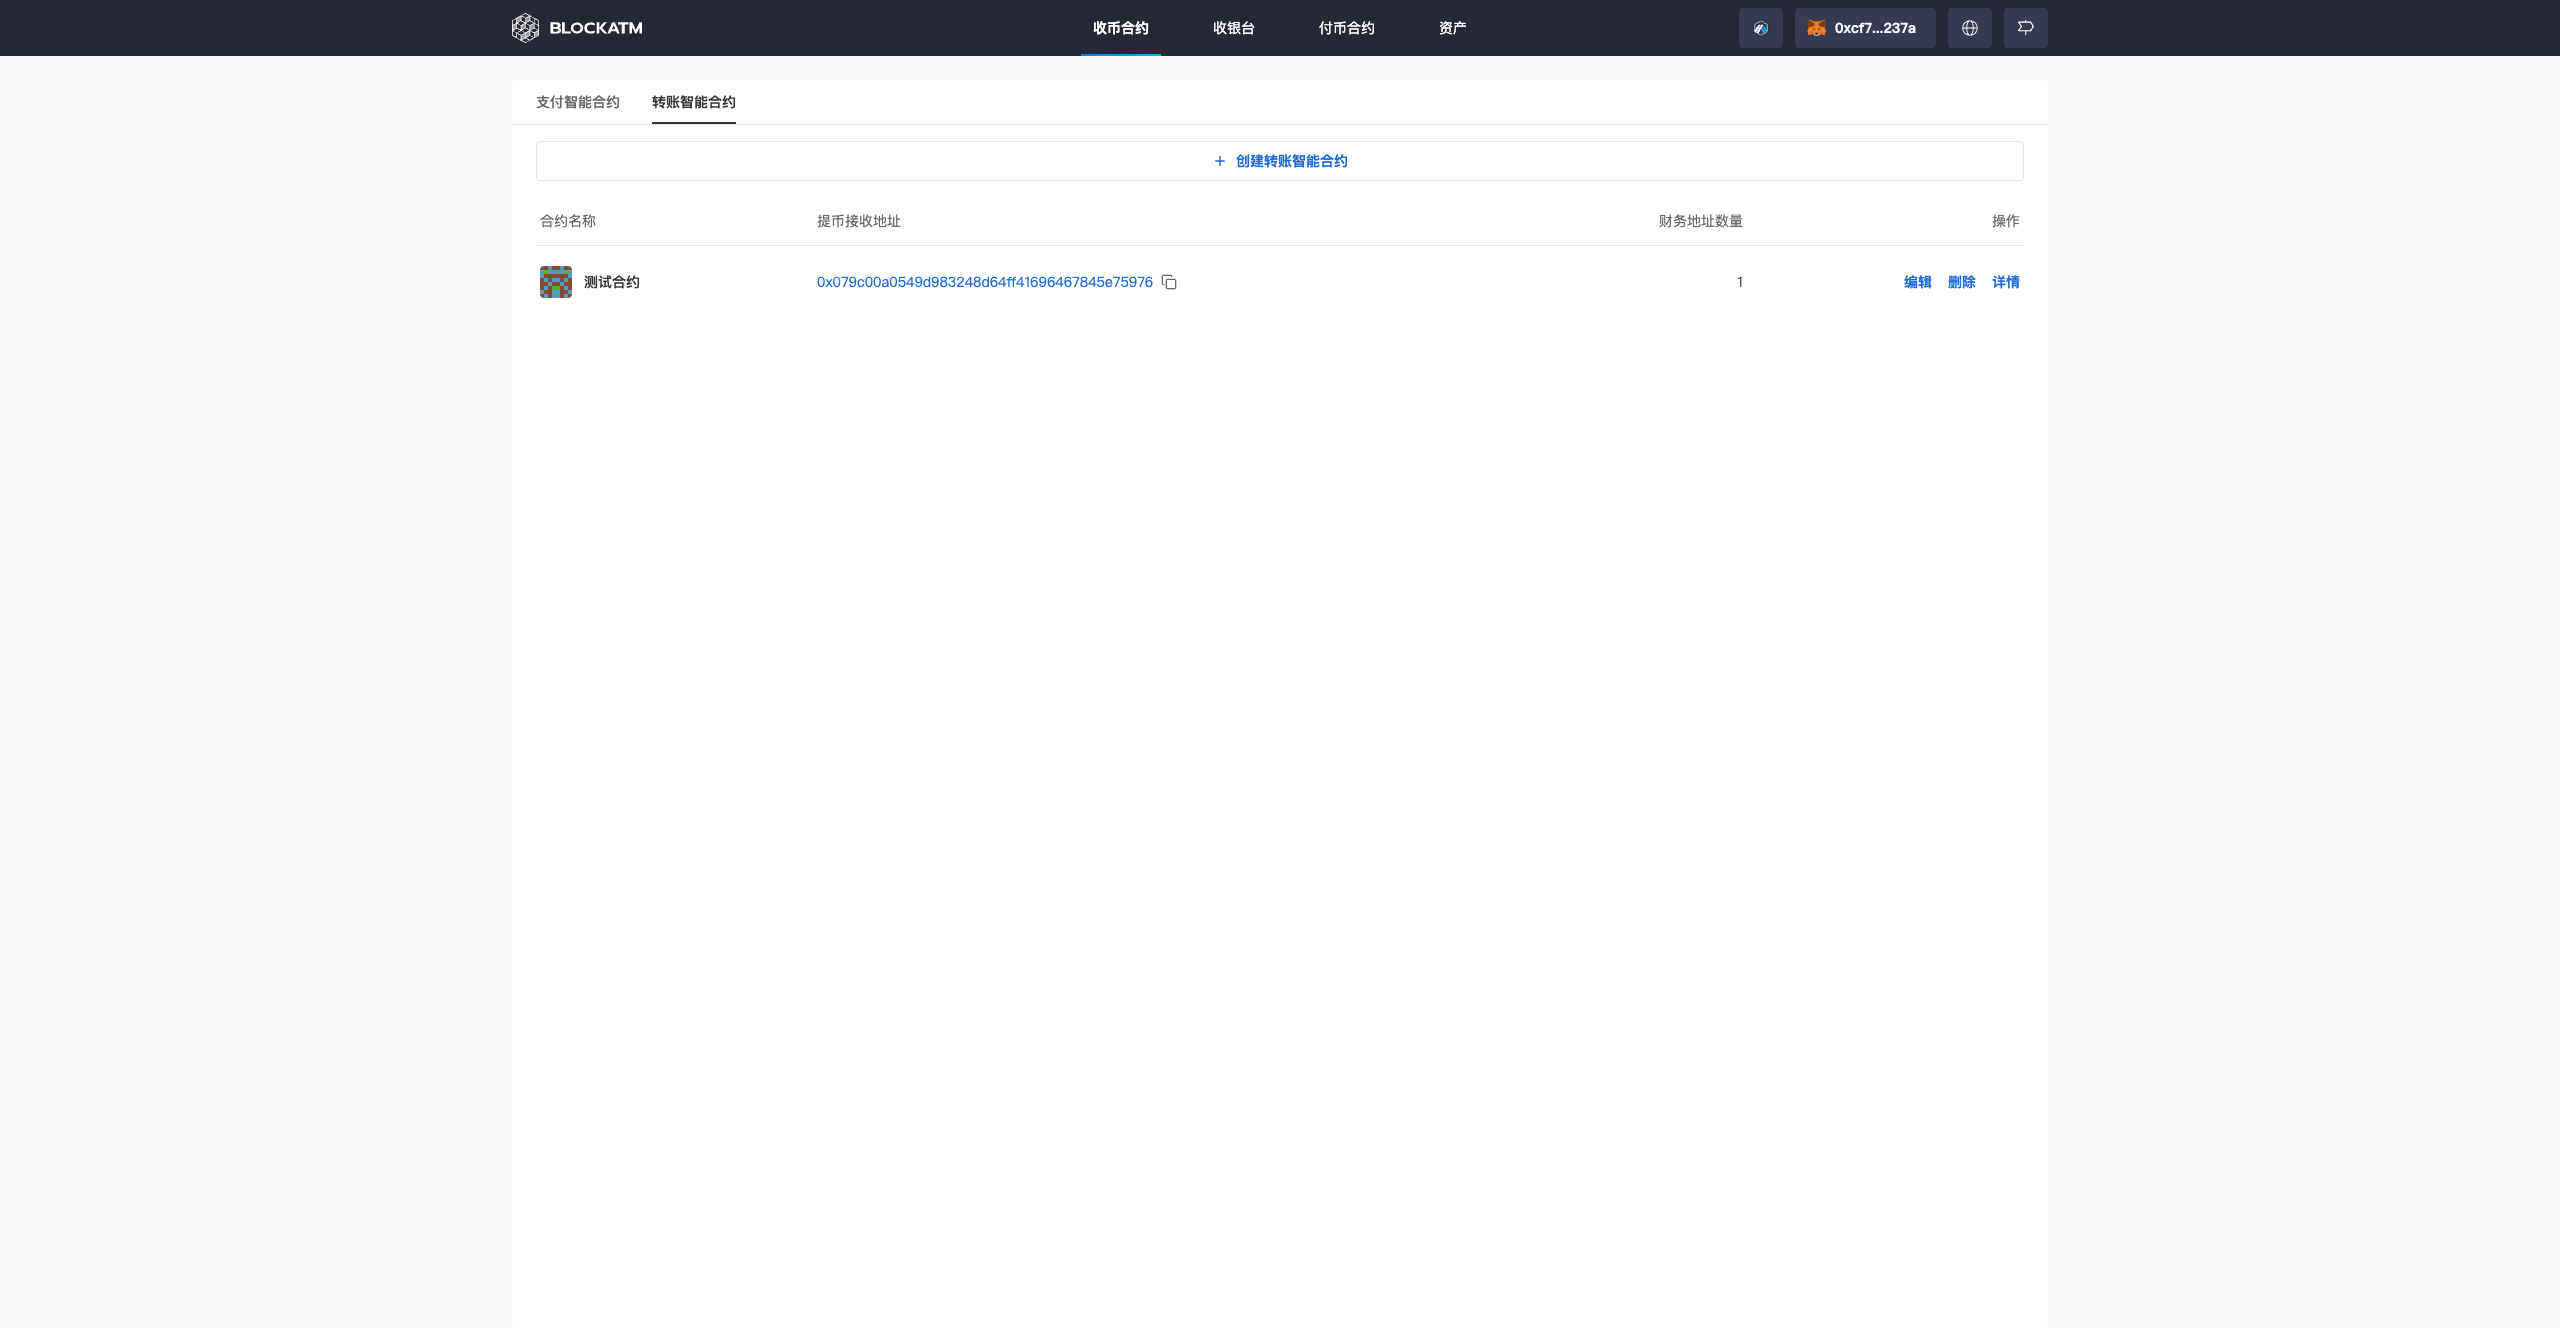 BLOCKATM 收币合约 收银台 付币合约 资产 0xcf7...237a
支付智能合约 转账智能合约
+ 创建转账智能合约
合约名称 提币接收地址 财务地址数量 操作
测试合约 0x079c00a0549d983248d64ff41696467845e75976 1 编辑 删除 详情